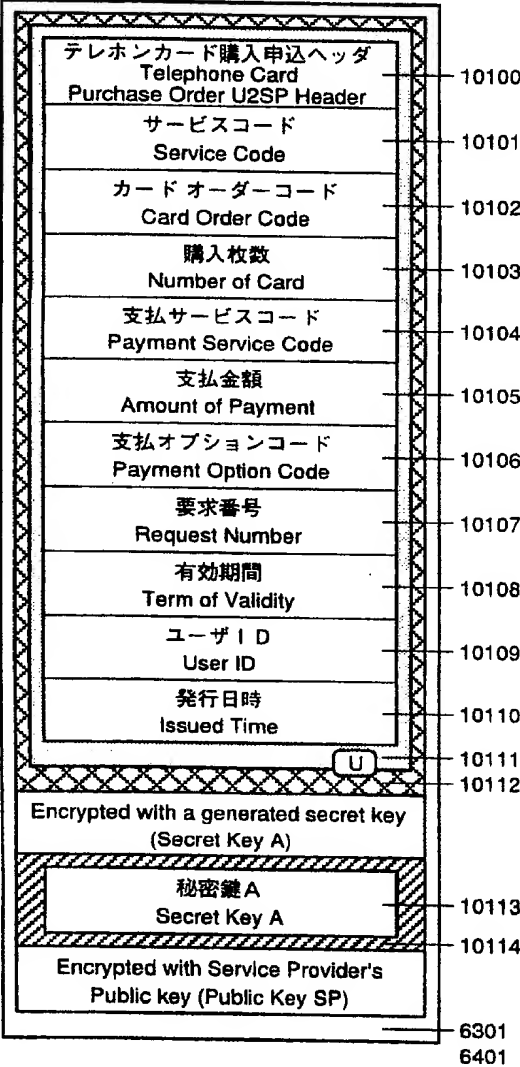 テレホンカード購入申込ヘッダ
Telephone Card
Purchase Order U2SP Header
10100
サービスコード
Service Code
10101
カード オーダーコード
Card Order Code
10102
購入枚数
Number of Card
10103
支払サービスコード
Payment Service Code
10104
支払金額
Amount of Payment
10105
支払オプションコード
Payment Option Code
10106
要求番号
Request Number
10107
有効期間
Term of Validity
10108
ユーザID
User ID
10109
発行日時
Issued Time
10110
U
10111
10112
Encrypted with a generated secret key
(Secret Key A)
秘密鍵A
Secret Key A
10113
10114
Encrypted with Service Provider's
Public key (Public Key SP)
6301
6401